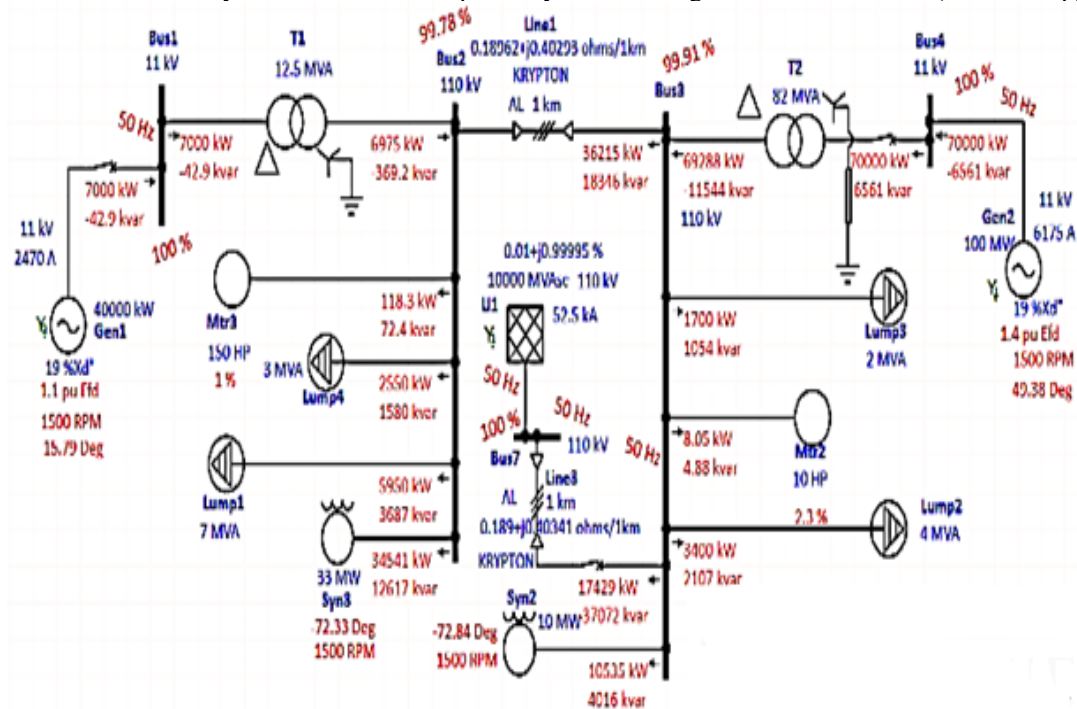 Bus1
11 kV
T1
12.5 MVA
99.78 %
Bus2
110 kV
Line1
0.18962+j0.40293 ohms/1km
KRYPTON
AL 1 km
99.91 %
Bus3
T2
82 MVA
Bus4
11 kV
100 %
50 Hz
50 Hz
7000 kW
-42.9 kvar
6975 kW
-369.2 kvar
36215 kW
18346 kvar
69288 kW
-11544 kvar
110 kV
70000 kW
6561 kvar
70000 kW
-6561 kvar
7000 kW
-42.9 kvar
100 %
11 kV
2470 A
40000 kW
Gen1
19 %Xd"
1.1 pu Efd
1500 RPM
15.79 Deg
11 kV
6175 A
Gen2
100 MW
19 %Xd"
1.4 pu Efd
1500 RPM
Mtr3
150 HP
1 %
118.3 kW
72.4 kvar
0.01+j0.99995 %
10000 MVAsc 110 kV
U1
52.5 kA
50 Hz
1700 kW
1054 kvar
Lump3
2 MVA
3 MVA
Lump4
2550 kW
1580 kvar
100 %
50 Hz
110 kV
Bus7
50 Hz
8.05 kW
4.88 kvar
Mtr2
10 HP
2.3 %
Lump1
7 MVA
5950 kW
3687 kvar
AL
Line3
1 km
0.189+j0.40341 ohms/1km
KRYPTON
Lump2
4 MVA
3400 kW
2107 kvar
33 MW
Syn3
34541 kW
12617 kvar
-72.33 Deg
1500 RPM
17429 kW
-37072 kvar
Syn2
10 MW
-72.84 Deg
1500 RPM
10535 kW
4016 kvar